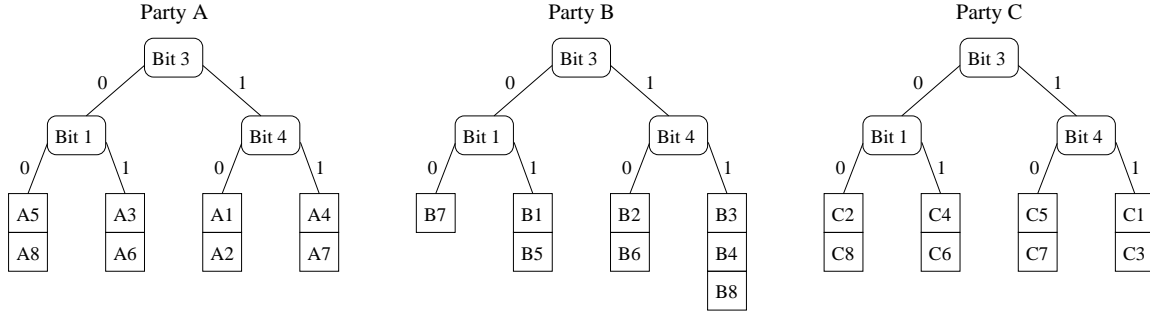 Party A Party B Party C
Bit 3 Bit 3 Bit 3
0 1 0 1 0 1
Bit 1 Bit 4 Bit 1 Bit 4 Bit 1 Bit 4
0 1 0 1 0 1 0 1 0 1 0 1
A5 A3 A1 A4 B7 B1 B2 B3 C2 C4 C5 C1
A8 A6 A2 A7 B5 B6 B4 C8 C6 C7 C3
B8